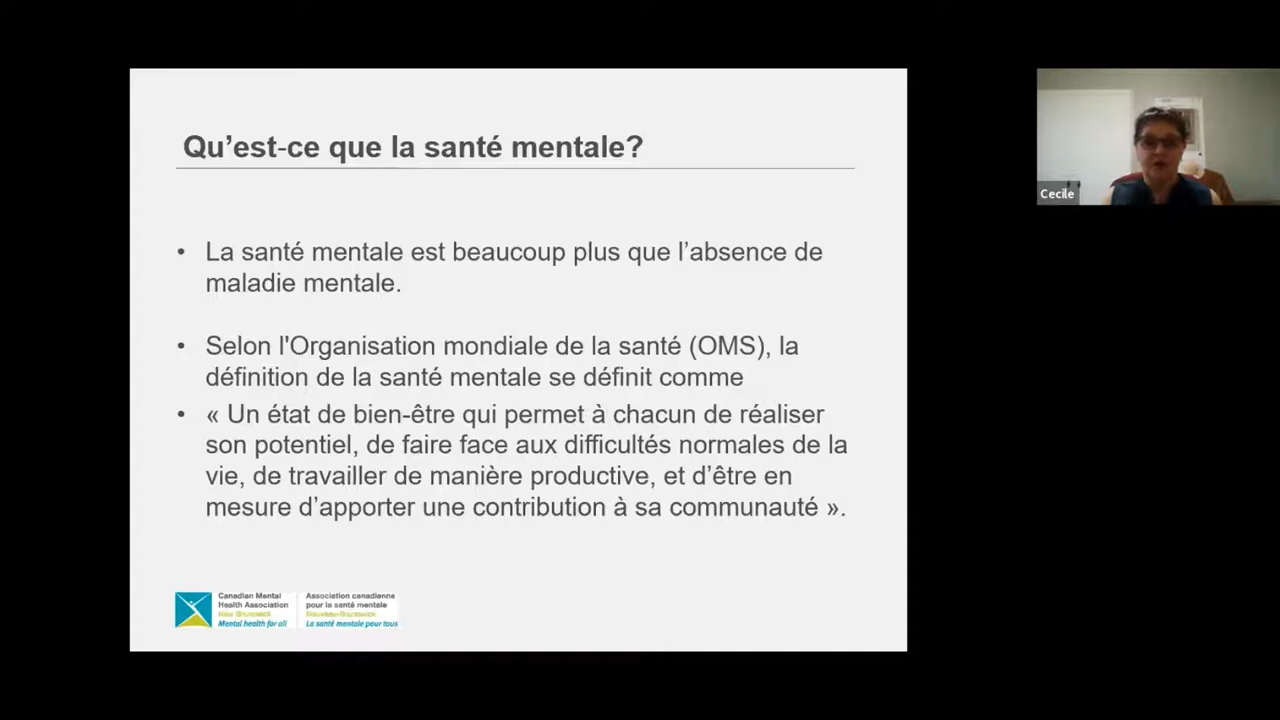 Qu’est-ce que la santé mentale?
• La santé mentale est beaucoup plus que l’absence de
maladie mentale.
• Selon l'Organisation mondiale de la santé (OMS), la
définition de la santé mentale se définit comme
• « Un état de bien-être qui permet à chacun de réaliser
son potentiel, de faire face aux difficultés normales de la
vie, de travailler de manière productive, et d’être en
mesure d’apporter une contribution à sa communauté ».
Canadian Mental
Health Association
New Brunswick
Mental health for all
Association canadienne
pour la santé mentale
Nouveau-Brunswick
La santé mentale pour tous
Cecile